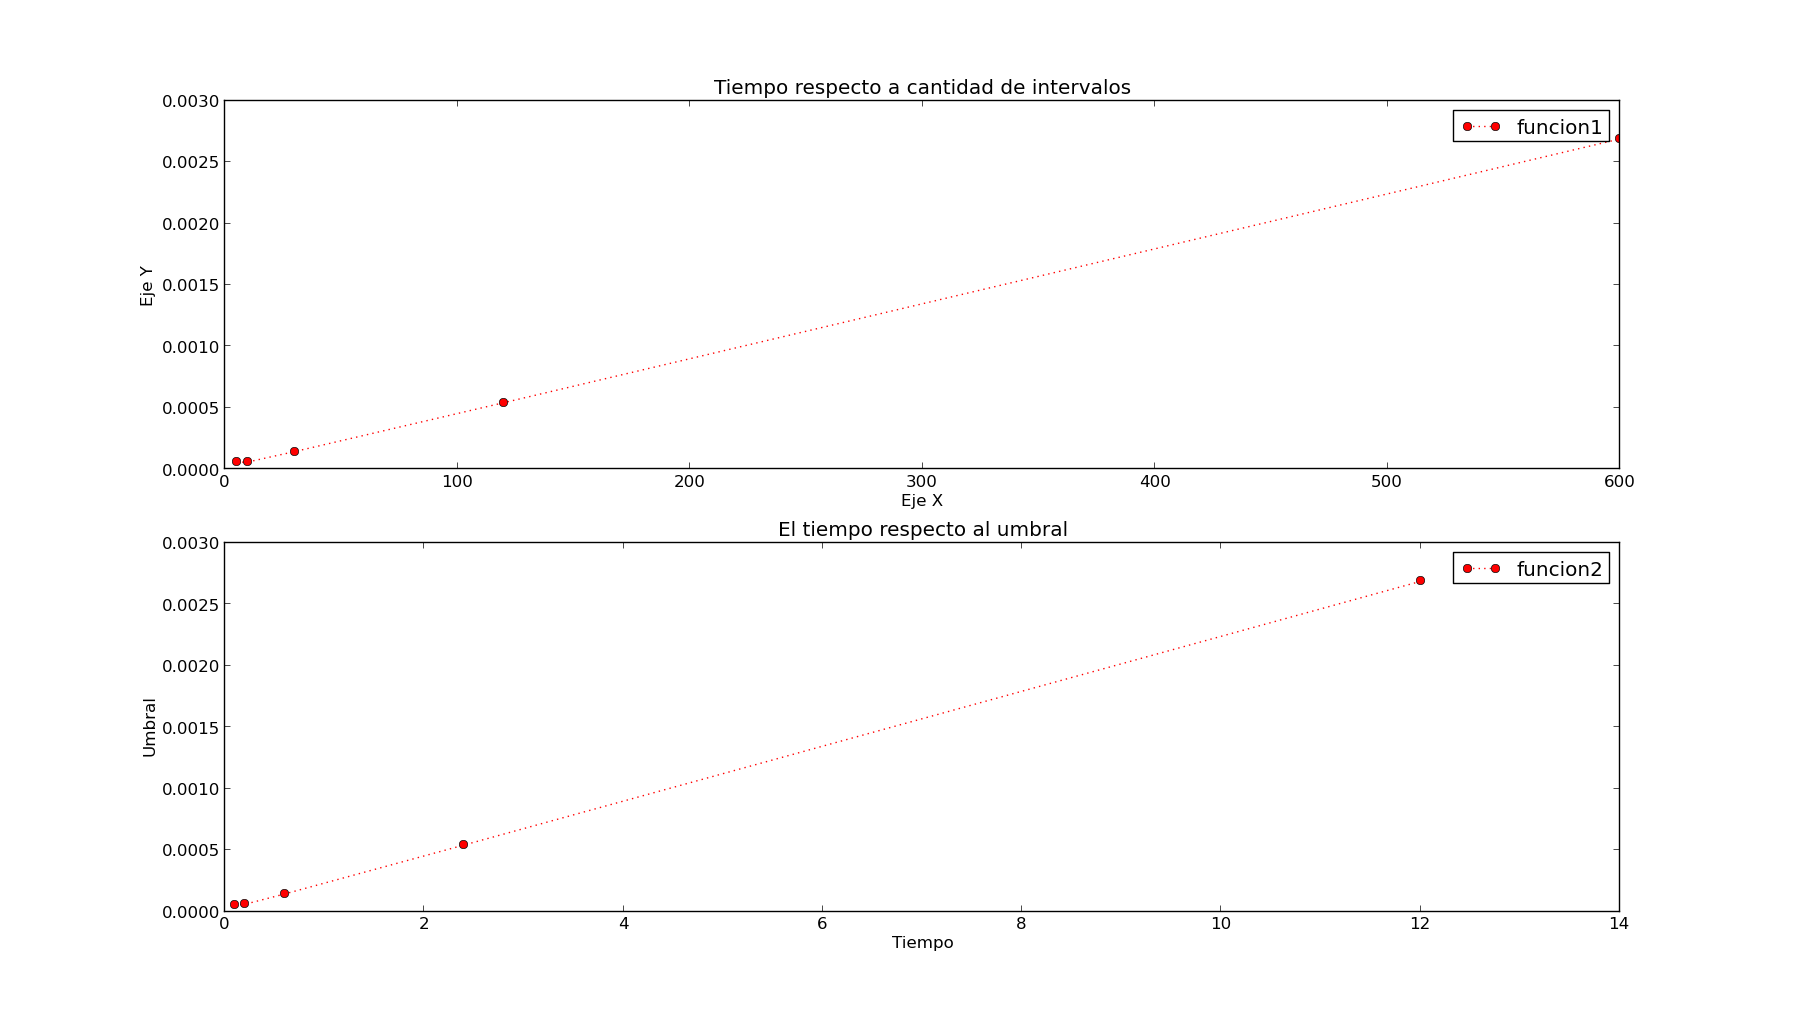 Tiempo respecto a cantidad de intervalos
0.0030
0.0025
0.0020
0.0015
0.0010
0.0005
0.0000
Eje Y
funcion1
0 100 200 300 400 500 600
Eje X
El tiempo respecto al umbral
0.0030
0.0025
0.0020
0.0015
0.0010
0.0005
0.0000
Umbral
funcion2
0 2 4 6 8 10 12 14
Tiempo